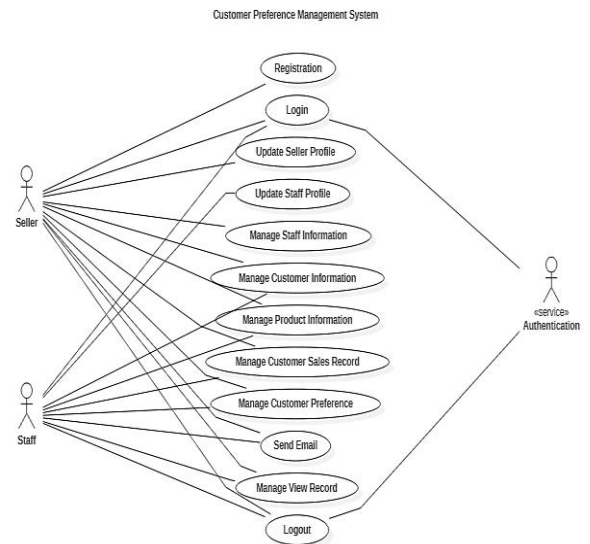 Customer Preference Management System
Registration
Login
Update Seller Profile
Update Staff Profile
Seller
Manage Staff Information
Manage Customer Information
«service»
Authentication
Manage Product Information
Manage Customer Sales Record
Manage Customer Preference
Staff
Send Email
Manage View Record
Logout